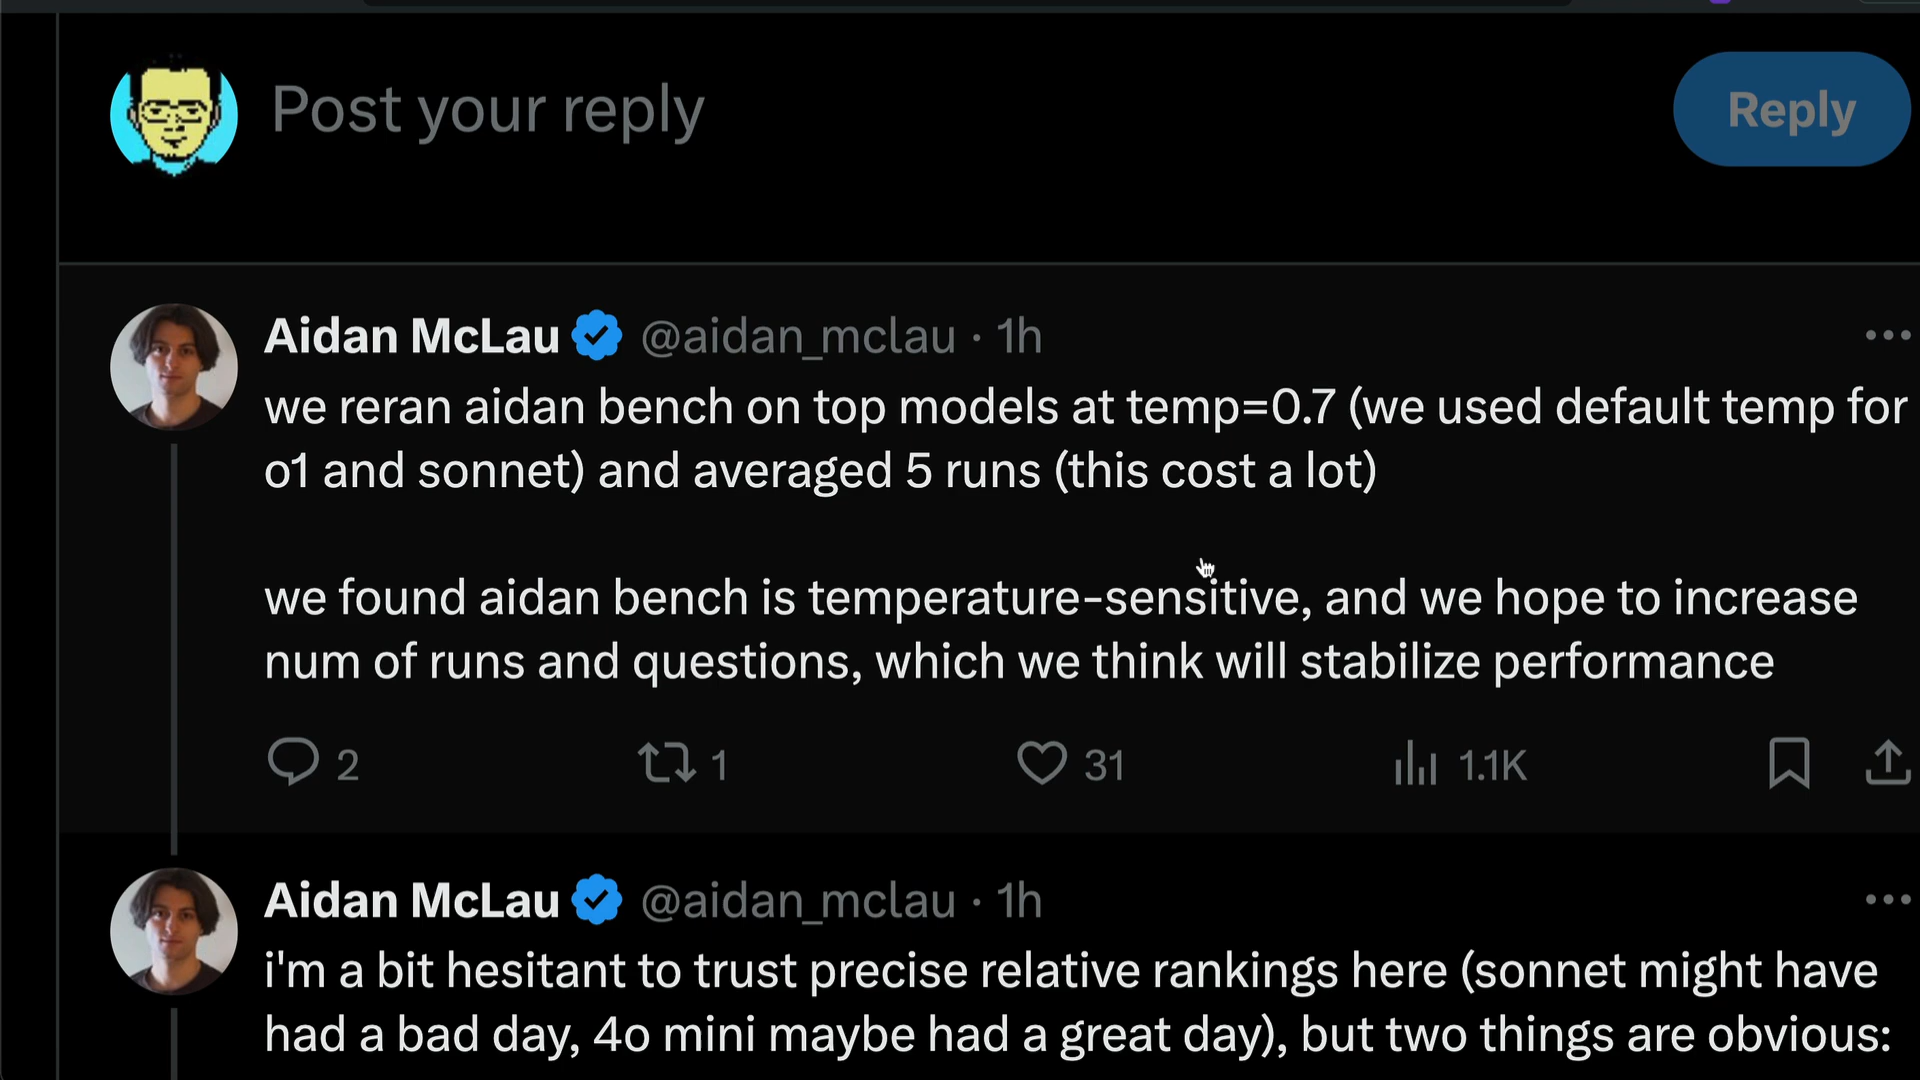 Post your reply
Reply
Aidan McLau @aidan_mclau · 1h
we reran aidan bench on top models at temp=0.7 (we used default temp for
o1 and sonnet) and averaged 5 runs (this cost a lot)
we found aidan bench is temperature-sensitive, and we hope to increase
num of runs and questions, which we think will stabilize performance
2 1 31 1.1K
Aidan McLau @aidan_mclau · 1h
i'm a bit hesitant to trust precise relative rankings here (sonnet might have
had a bad day, 4o mini maybe had a great day), but two things are obvious: